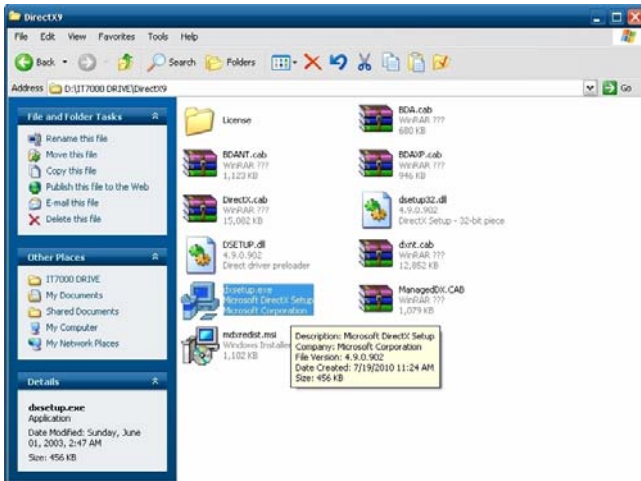 DirectX9
File Edit View Favorites Tools Help
Back Search Folders
Address D:\IT7000 DRIVE\DirectX9 Go
File and Folder Tasks
Rename this file
Move this file
Copy this file
Publish this file to the Web
E-mail this file
Delete this file
Other Places
IT7000 DRIVE
My Documents
Shared Documents
My Computer
My Network Places
Details
dxsetup.exe
Application
Date Modified: Sunday, June
01, 2003, 2:47 AM
Size: 456 KB
License
BDA.cab
WinRAR ???
680 KB
BDANT.cab
WinRAR ???
1,123 KB
BDAXP.cab
WinRAR ???
946 KB
DirectX.cab
WinRAR ???
15,082 KB
dsetup32.dll
4.9.0.902
DirectX Setup - 32-bit piece
DSETUP.dll
4.9.0.902
Direct driver preloader
dxnt.cab
WinRAR ???
12,852 KB
dxsetup.exe
Microsoft DirectX Setup
Microsoft Corporation
ManagedDX.CAB
WinRAR ???
1,079 KB
mdxredist.msi
Windows Installer
1,102 KB
Description: Microsoft DirectX Setup
Company: Microsoft Corporation
File Version: 4.9.0.902
Date Created: 7/19/2010 11:24 AM
Size: 456 KB